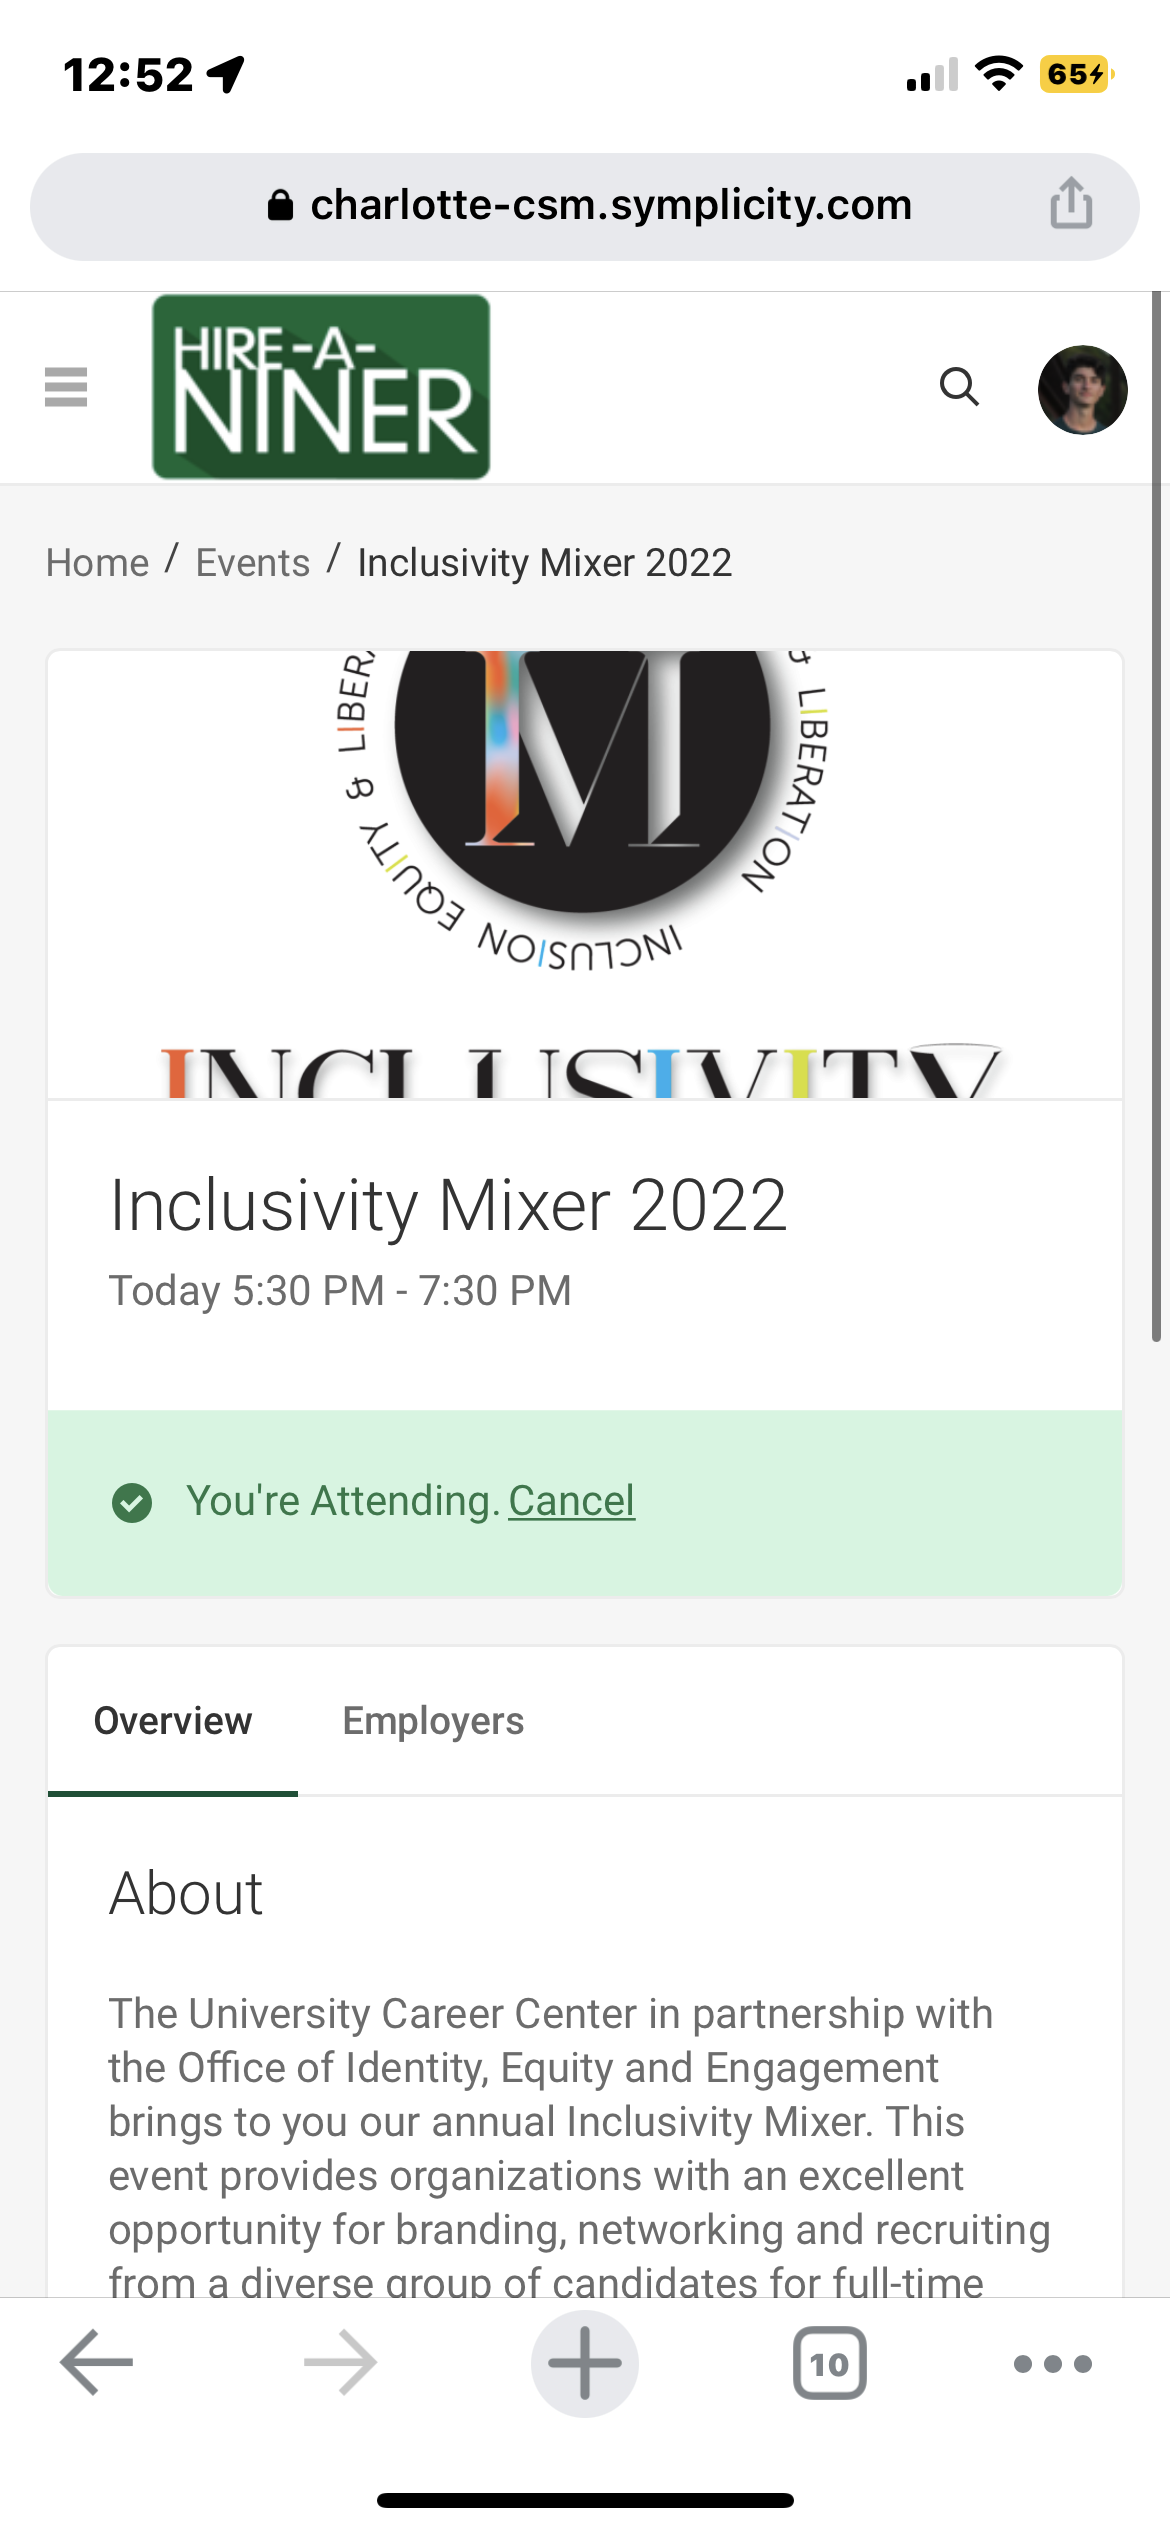 12:52
65
charlotte-csm.symplicity.com
HIRE-A-
NINER
Home / Events / Inclusivity Mixer 2022
M
LIBERATION
INCLUSION
EQUITY &
& LIBER
INCLUSIVITY
Inclusivity Mixer 2022
Today 5:30 PM - 7:30 PM
You're Attending. Cancel
Overview Employers
About
The University Career Center in partnership with
the Office of Identity, Equity and Engagement
brings to you our annual Inclusivity Mixer. This
event provides organizations with an excellent
opportunity for branding, networking and recruiting
from a diverse group of candidates for full-time
10